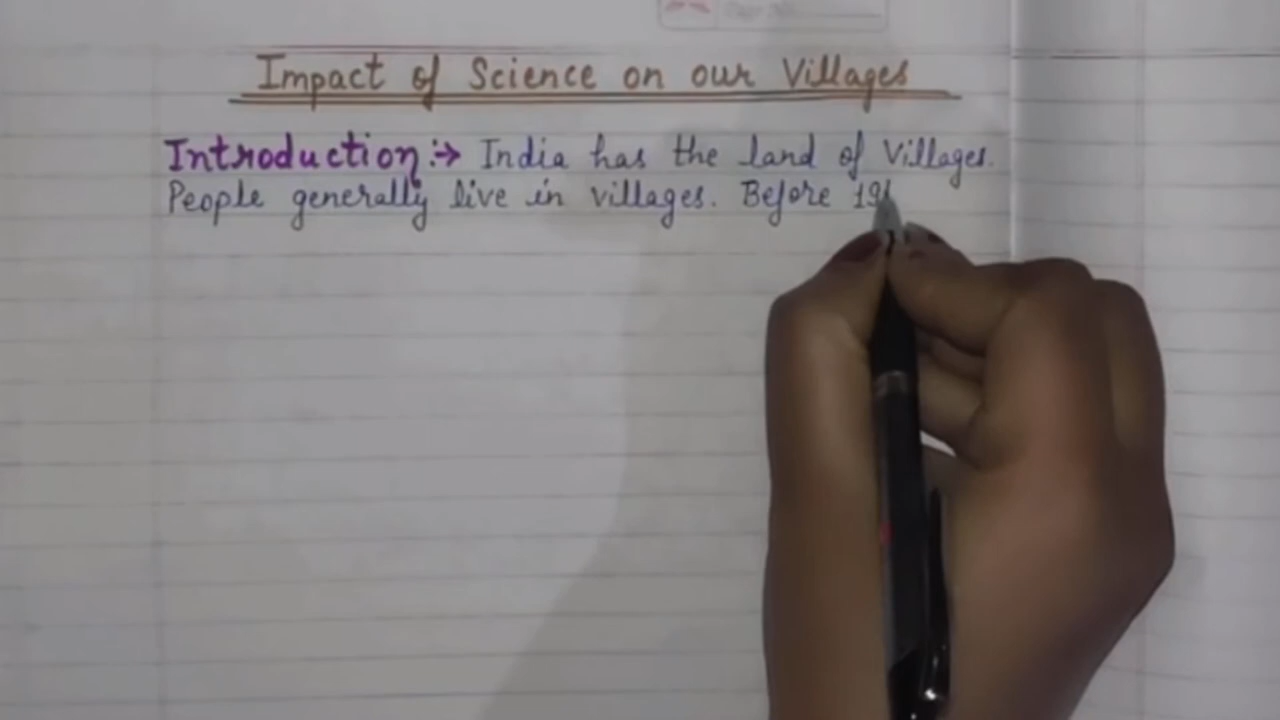 Impact of Science on our Villages
Introduction:→ India has the land of Villages.
People generally live in villages. Before